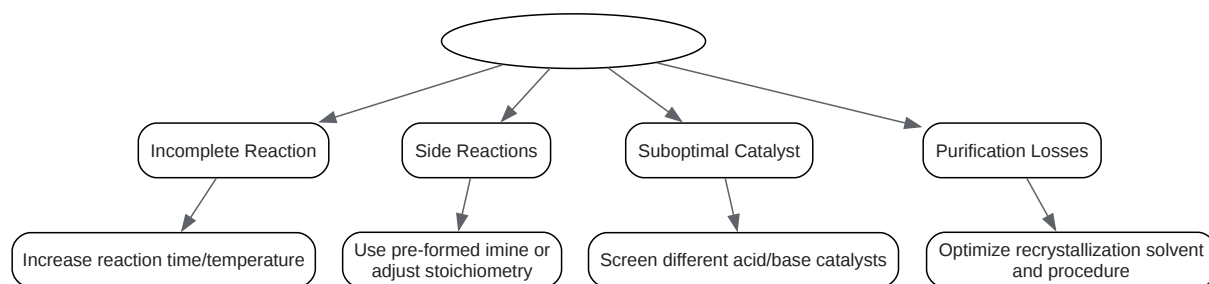 Incomplete Reaction
Side Reactions
Suboptimal Catalyst
Purification Losses
Increase reaction time/temperature
Use pre-formed imine or
adjust stoichiometry
Screen different acid/base catalysts
Optimize recrystallization solvent
and procedure